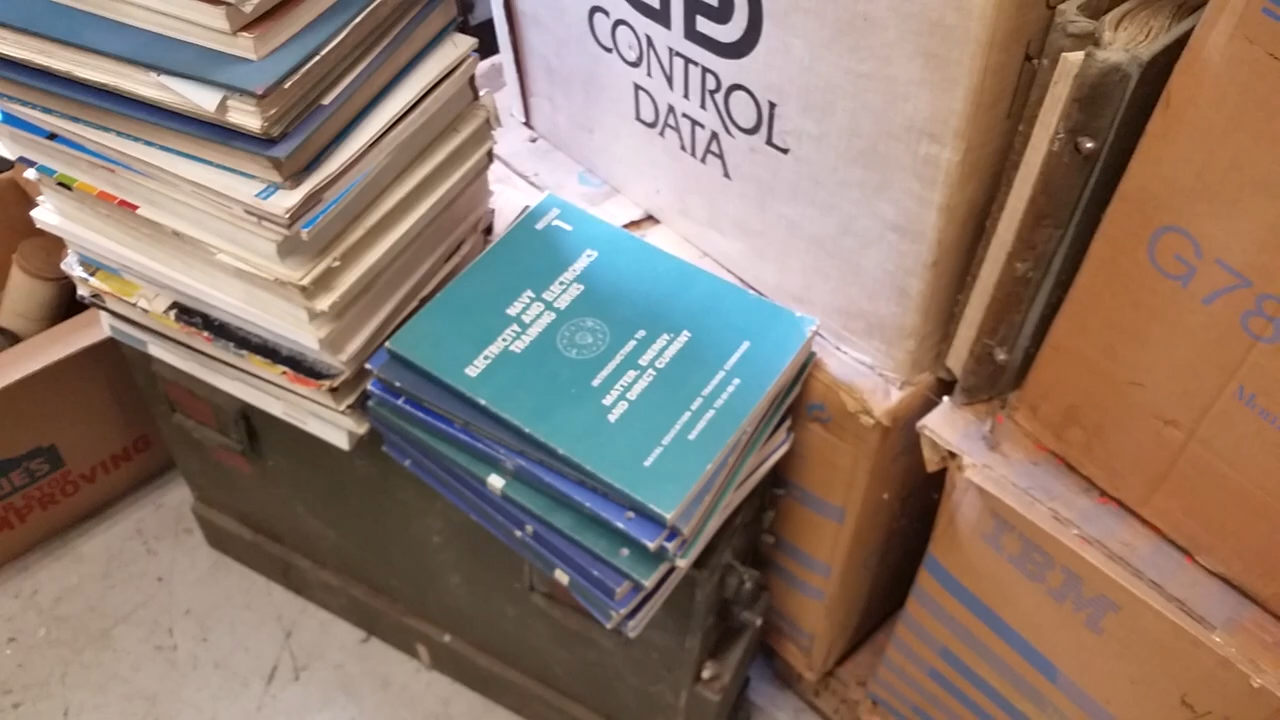 CONTROL
DATA
MODULE
1
NAVY
ELECTRICITY AND ELECTRONICS
TRAINING SERIES
INTRODUCTION TO
MATTER, ENERGY,
AND DIRECT CURRENT
NAVAL EDUCATION AND TRAINING COMMAND
G78
IBM
E'S
MPROVING